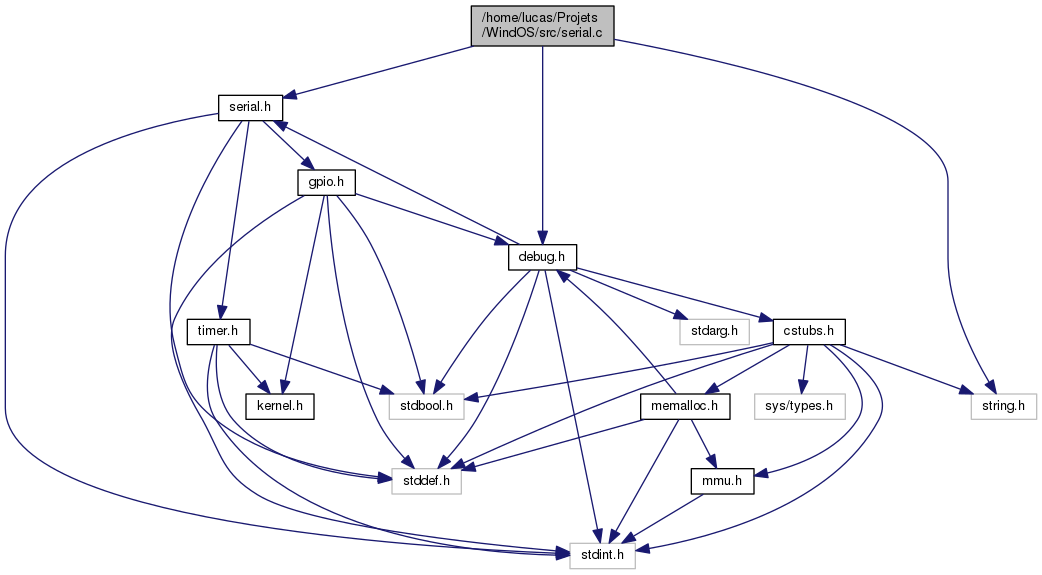 /home/lucas/Projets
/WindOS/src/serial.c
serial.h
gpio.h
debug.h
timer.h
stdarg.h
cstubs.h
kernel.h
stdbool.h
memalloc.h
sys/types.h
string.h
stddef.h
mmu.h
stdint.h